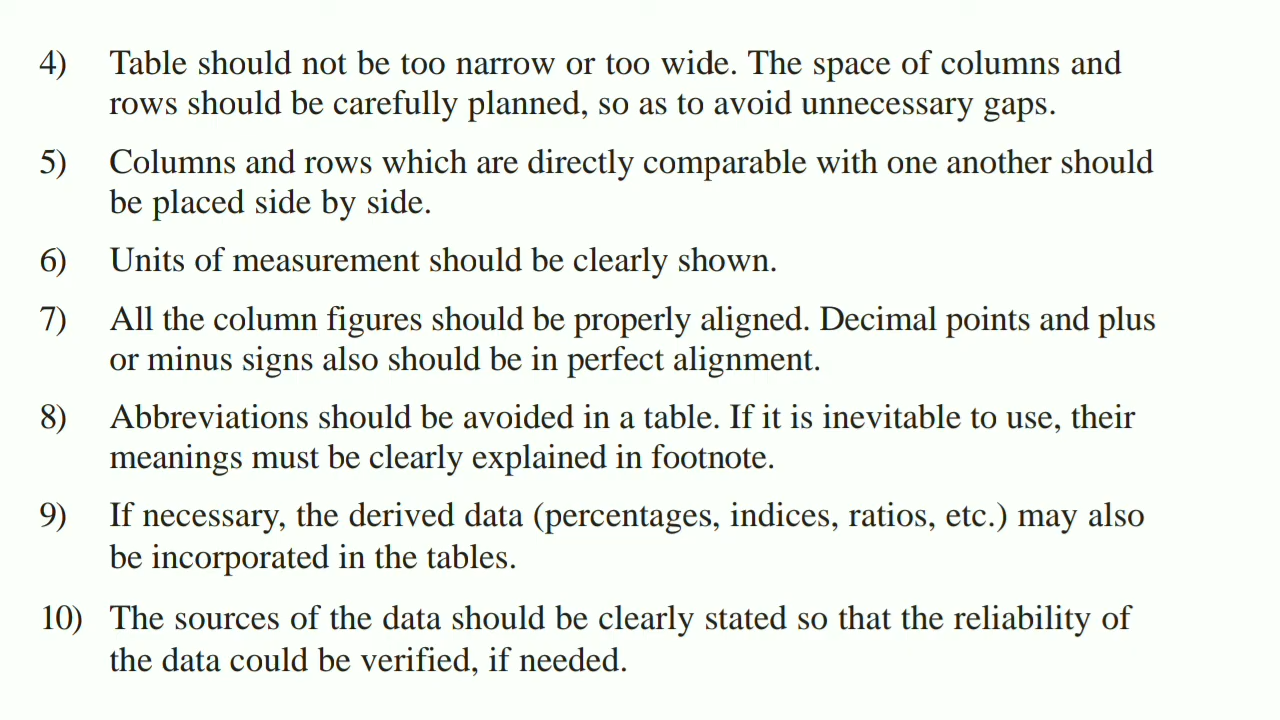 4) Table should not be too narrow or too wide. The space of columns and
rows should be carefully planned, so as to avoid unnecessary gaps.
5) Columns and rows which are directly comparable with one another should
be placed side by side.
6) Units of measurement should be clearly shown.
7) All the column figures should be properly aligned. Decimal points and plus
or minus signs also should be in perfect alignment.
8) Abbreviations should be avoided in a table. If it is inevitable to use, their
meanings must be clearly explained in footnote.
9) If necessary, the derived data (percentages, indices, ratios, etc.) may also
be incorporated in the tables.
10) The sources of the data should be clearly stated so that the reliability of
the data could be verified, if needed.